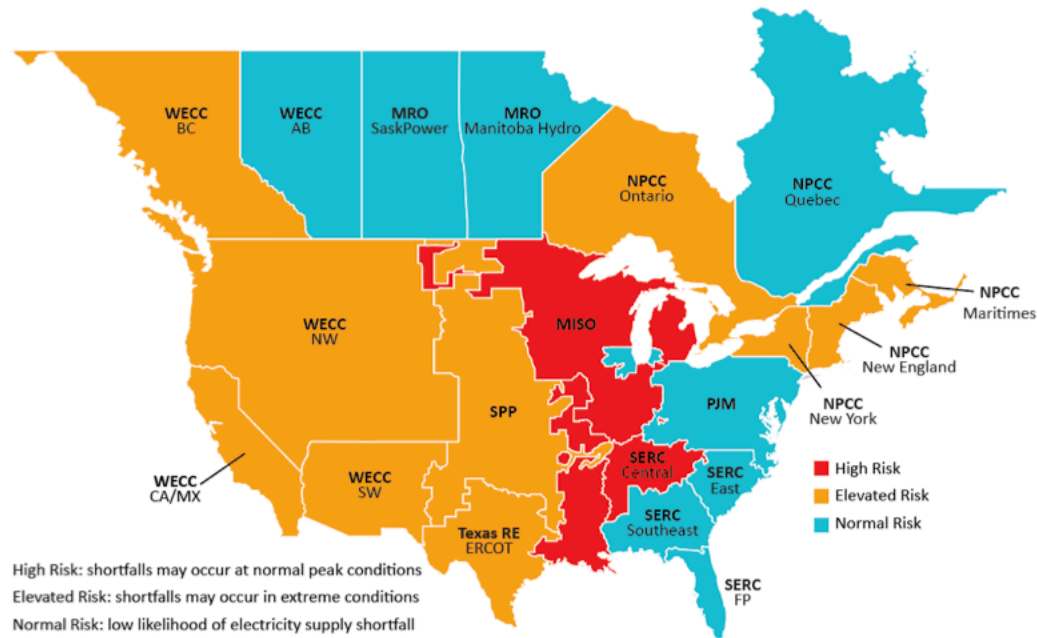 WECC
BC
WECC
AB
MRO
SaskPower
MRO
Manitoba Hydro
NPCC
Ontario
NPCC
Quebec
NPCC
Maritimes
WECC
NW
MISO
NPCC
New England
SPP
PJM
NPCC
New York
WECC
CA/MX
WECC
SW
SERC
Central
SERC
East
SERC
Southeast
Texas RE
ERCOT
SERC
FP
High Risk
Elevated Risk
Normal Risk
High Risk: shortfalls may occur at normal peak conditions
Elevated Risk: shortfalls may occur in extreme conditions
Normal Risk: low likelihood of electricity supply shortfall